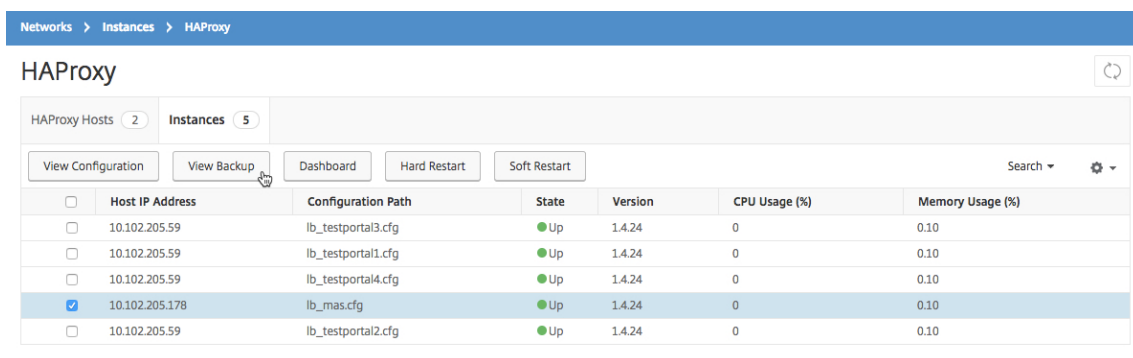 Networks > Instances > HAProxy
HAProxy
HAProxy Hosts 2 Instances 5
View Configuration View Backup Dashboard Hard Restart Soft Restart Search
Host IP Address Configuration Path State Version CPU Usage (%) Memory Usage (%)
10.102.205.59 lb_testportal3.cfg Up 1.4.24 0 0.10
10.102.205.59 lb_testportal1.cfg Up 1.4.24 0 0.10
10.102.205.59 lb_testportal4.cfg Up 1.4.24 0 0.10
10.102.205.178 lb_mas.cfg Up 1.4.24 0 0.10
10.102.205.59 lb_testportal2.cfg Up 1.4.24 0 0.10